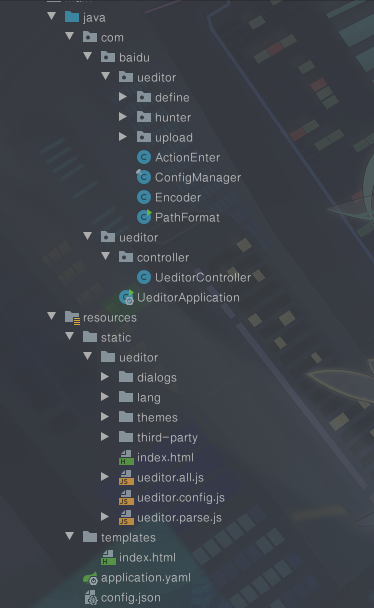 java
com
baidu
ueditor
define
hunter
upload
ActionEnter
ConfigManager
Encoder
PathFormat
ueditor
controller
UeditorController
UeditorApplication
resources
static
ueditor
dialogs
lang
themes
third-party
index.html
ueditor.all.js
ueditor.config.js
ueditor.parse.js
templates
index.html
application.yaml
config.json